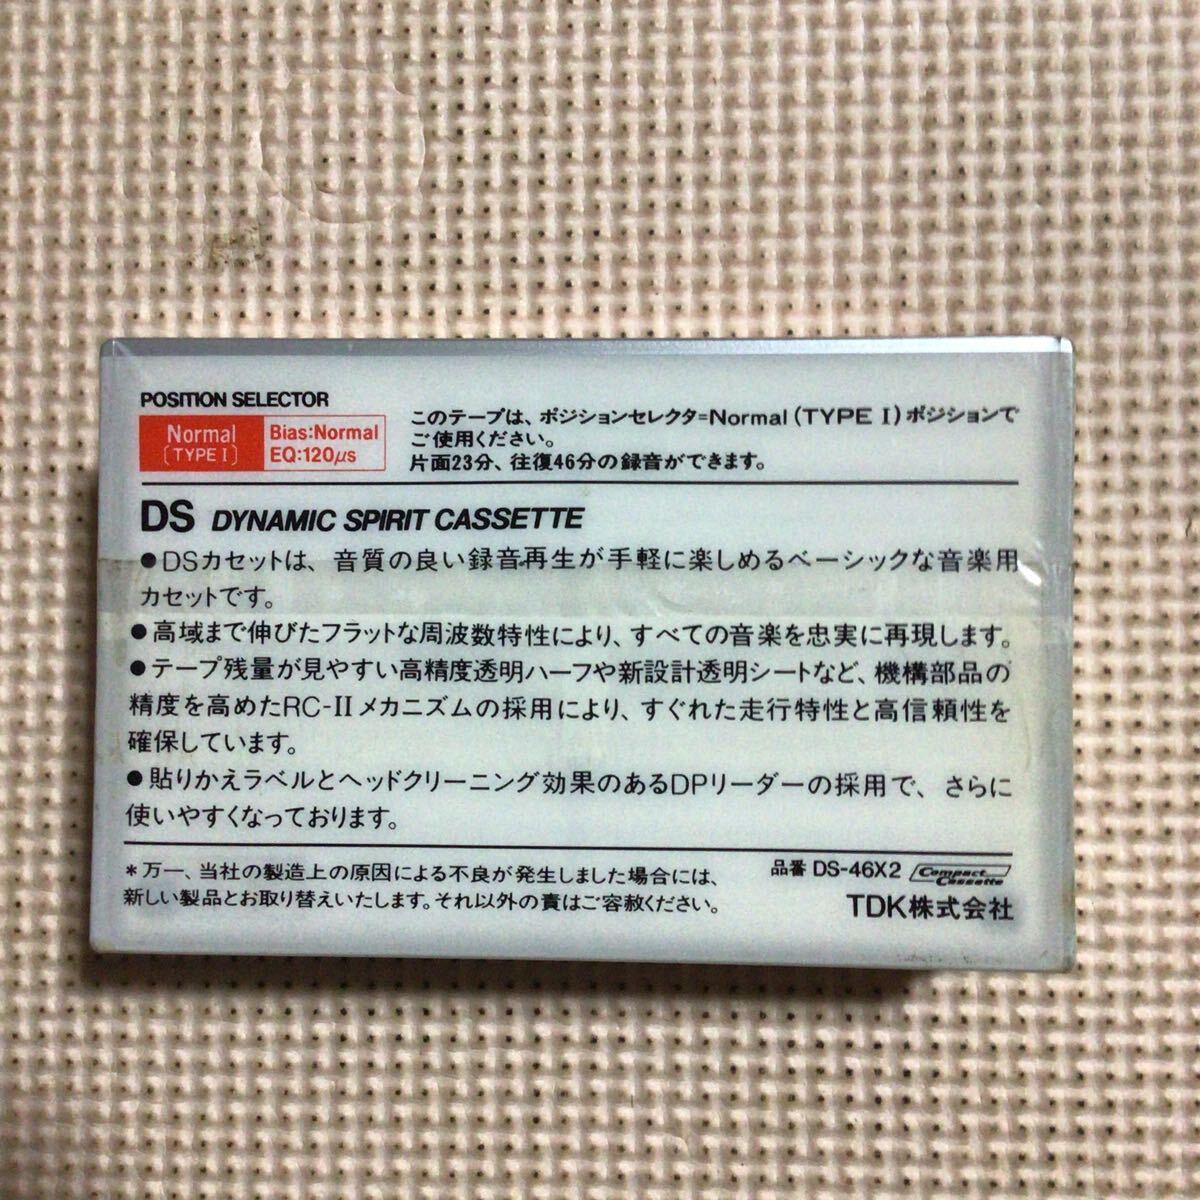 POSITION SELECTOR
Normal
[TYPE I]
Bias:Normal
EQ:120μs
このテープは、ポジションセレクタ=Normal(TYPE I)ポジションで
ご使用ください。
片面23分、往復46分の録音ができます。
DS DYNAMIC SPIRIT CASSETTE
●DSカセットは、音質の良い録音再生が手軽に楽しめるベーシックな音楽用
カセットです。
●高域まで伸びたフラットな周波数特性により、すべての音楽を忠実に再現します。
●テープ残量が見やすい高精度透明ハーフや新設計透明シートなど、機構部品の
精度を高めたRC-IIメカニズムの採用により、すぐれた走行特性と高信頼性を
確保しています。
●貼りかえラベルとヘッドクリーニング効果のあるDPリーダーの採用で、さらに
使いやすくなっております。
*万一、当社の製造上の原因による不良が発生しました場合には、
新しい製品とお取り替えいたします。それ以外の責はご容赦ください。
品番 DS-46X2 Compact Cassette
TDK株式会社